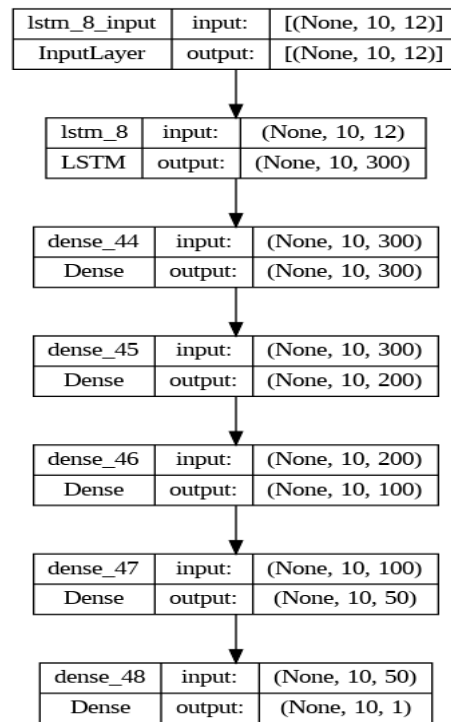 lstm_8_input input: [(None, 10, 12)]
InputLayer output: [(None, 10, 12)]
lstm_8 input: (None, 10, 12)
LSTM output: (None, 10, 300)
dense_44 input: (None, 10, 300)
Dense output: (None, 10, 300)
dense_45 input: (None, 10, 300)
Dense output: (None, 10, 200)
dense_46 input: (None, 10, 200)
Dense output: (None, 10, 100)
dense_47 input: (None, 10, 100)
Dense output: (None, 10, 50)
dense_48 input: (None, 10, 50)
Dense output: (None, 10, 1)